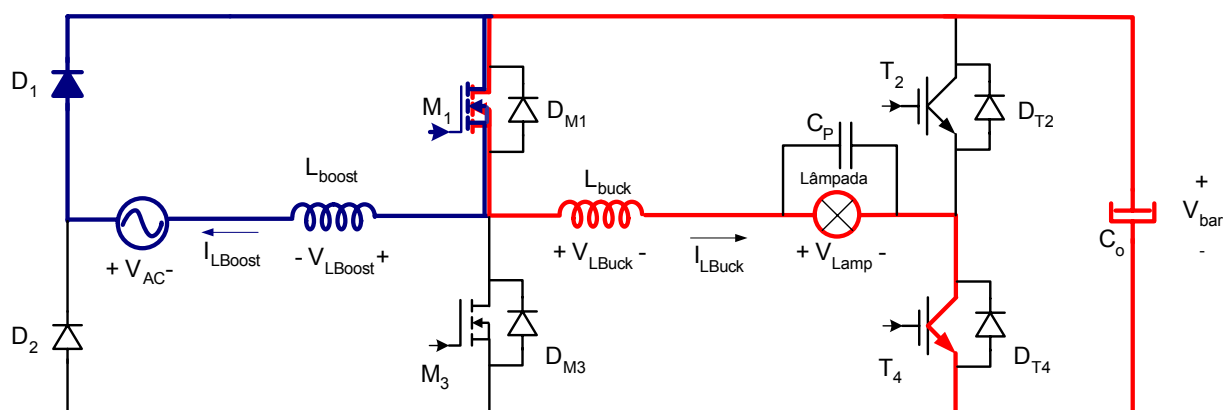 D1
M1
DM1
T2
DT2
CP
Lboost
Lbuck
Lâmpada
+
Vbar
-
Co
+ VAC -
ILBoost
- VLBoost +
+ VLBuck -
ILBuck
+ VLamp -
D2
M3
DM3
T4
DT4